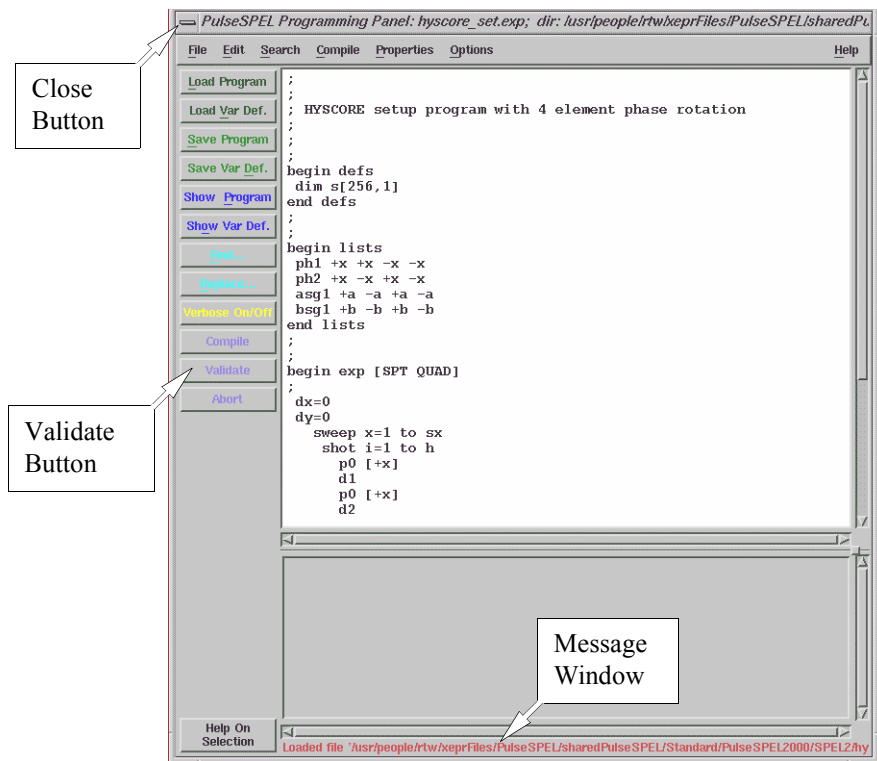 PulseSPEL Programming Panel: hyscore_set.exp; dir: /usr/people/rtw/xeprFiles/PulseSPEL/sharedPu
File Edit Search Compile Properties Options Help
Close
Button
Load Program
Load Var Def.
Save Program
Save Var Def.
Show Program
Show Var Def.
Find...
Replace...
Verbose On/Off
Compile
Validate
Abort
Validate
Button
;
;
; HYSCORE setup program with 4 element phase rotation
;
;
;
begin defs
dim s[256,1]
end defs
;
;
begin lists
ph1 +x +x -x -x
ph2 +x -x +x -x
asg1 +a -a +a -a
bsg1 +b -b +b -b
end lists
;
;
begin exp [SPT QUAD]
;
dx=0
dy=0
sweep x=1 to sx
shot i=1 to h
p0 [+x]
d1
p0 [+x]
d2
Message
Window
Help On
Selection
Loaded file '/usr/people/rtw/xeprFiles/PulseSPEL/sharedPulseSPEL/Standard/PulseSPEL2000/SPEL2/hy